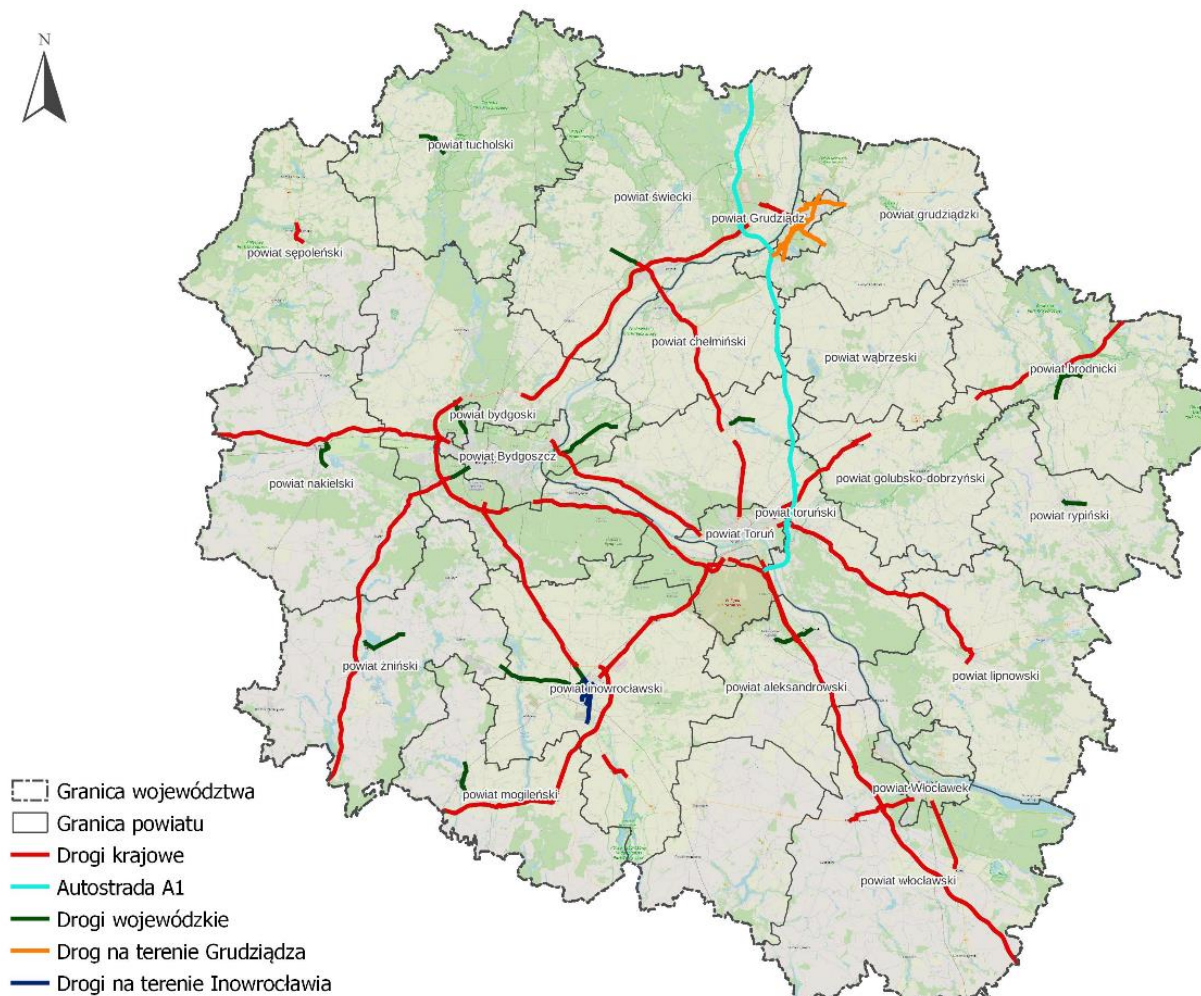 N
powiat tucholski
powiat świecki
powiat Grudziądz
powiat grudziądzki
powiat sępoleński
powiat chełmiński
powiat wąbrzeski
powiat brodnicki
powiat bydgoski
powiat Bydgoszcz
powiat nakielski
powiat golubsko-dobrzyński
powiat toruński
powiat rypiński
powiat Toruń
powiat żniński
powiat inowrocławski
powiat aleksandrowski
powiat lipnowski
powiat mogileński
powiat Włocławek
powiat włocławski
Granica województwa
Granica powiatu
Drogi krajowe
Autostrada A1
Drogi wojewódzkie
Drog na terenie Grudziądza
Drogi na terenie Inowrocławia